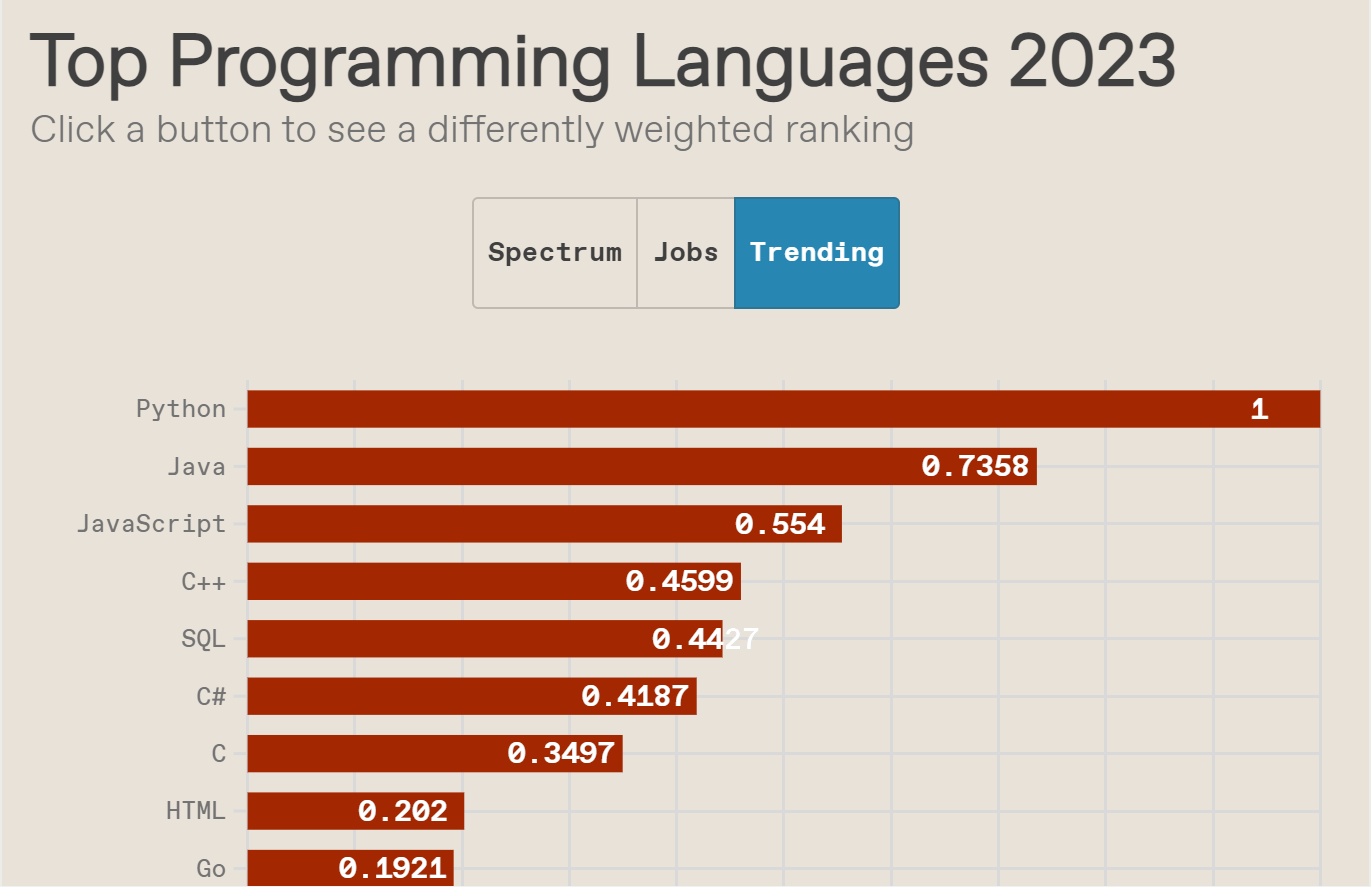 Top Programming Languages 2023
Click a button to see a differently weighted ranking
Spectrum Jobs Trending
Python 1
Java 0.7358
JavaScript 0.554
C++ 0.4599
SQL 0.4427
C# 0.4187
C 0.3497
HTML 0.202
Go 0.1921